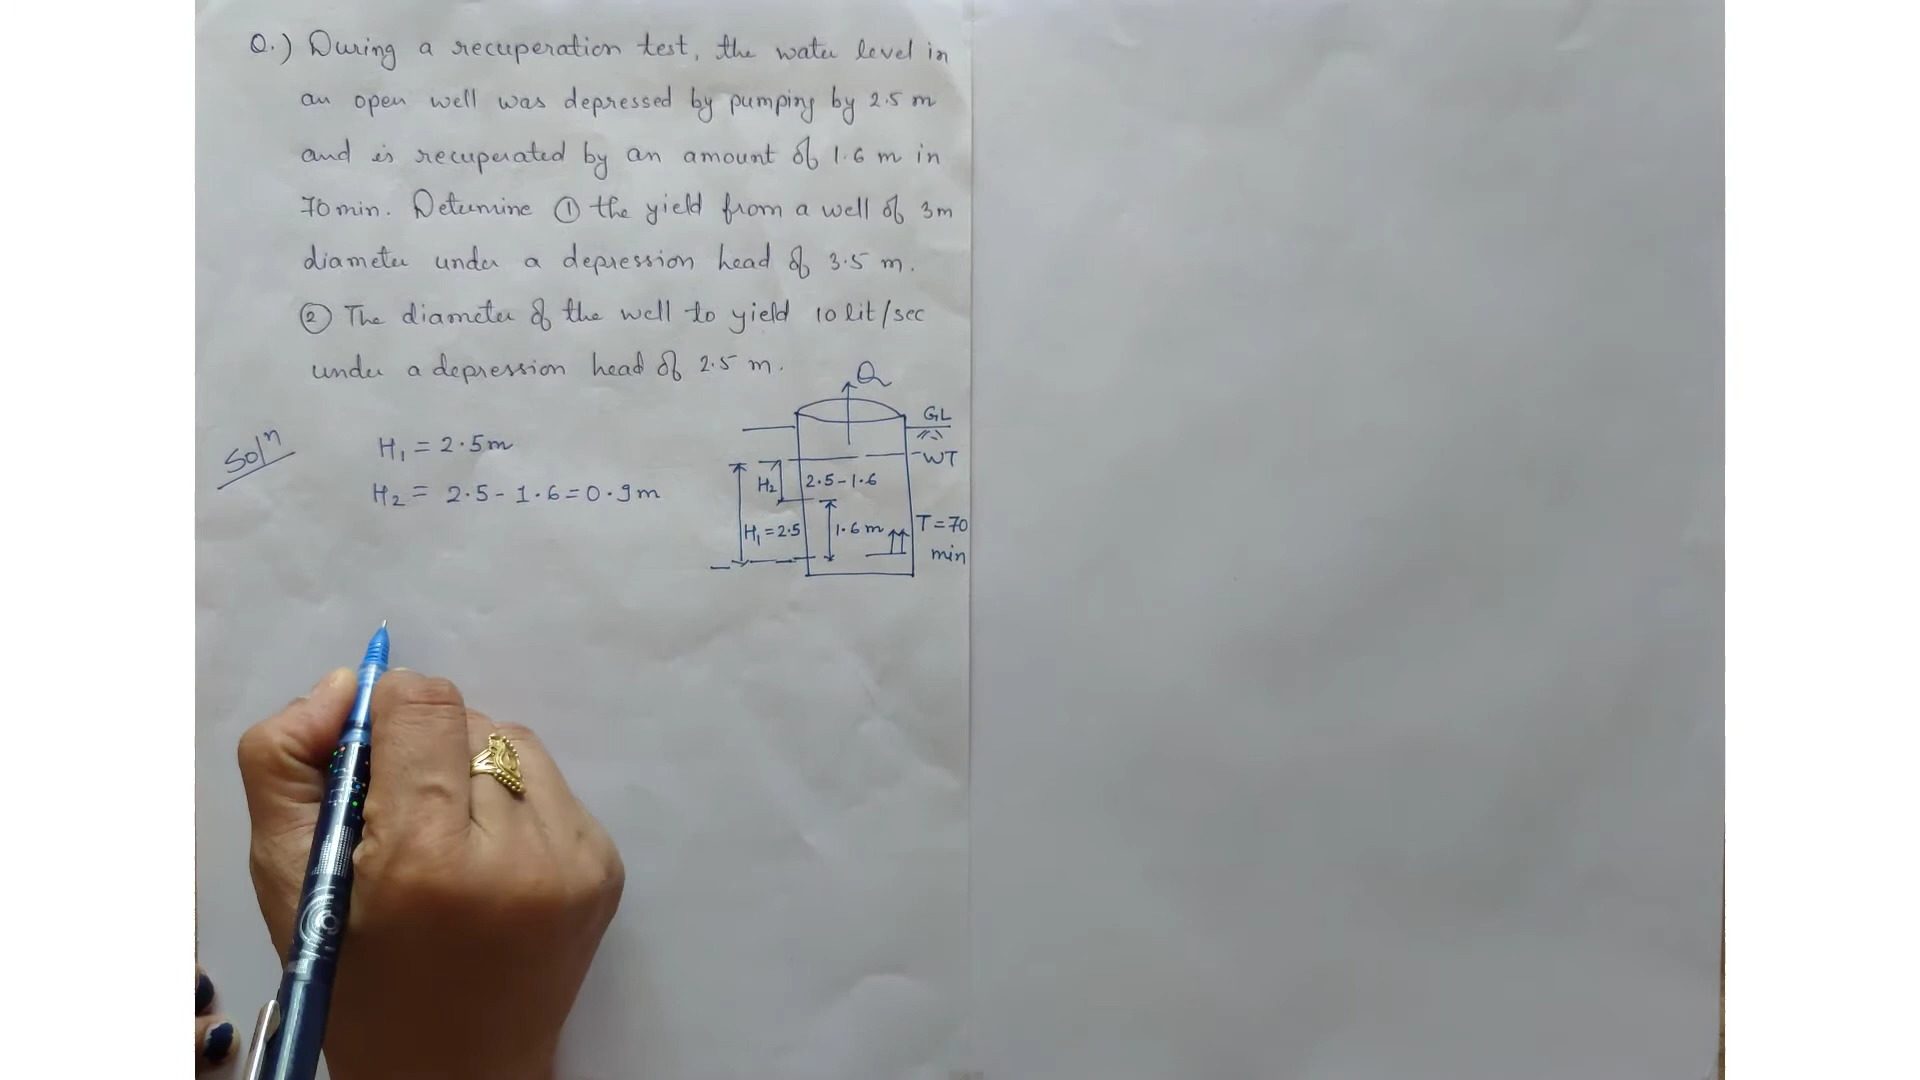 Q.) During a recuperation test, the water level in
an open well was depressed by pumping by 2.5 m
and is recuperated by an amount of 1.6 m in
70 min. Determine ① the yield from a well of 3m
diameter under a depression head of 3.5 m.
② The diameter of the well to yield 10 lit/sec
under a depression head of 2.5 m.
Q
GL
WT
Solⁿ
H₁ = 2.5m
H₂ = 2.5 - 1.6 = 0.9m
H₂
2.5-1.6
H₁ = 2.5
1.6 m
T = 70
min